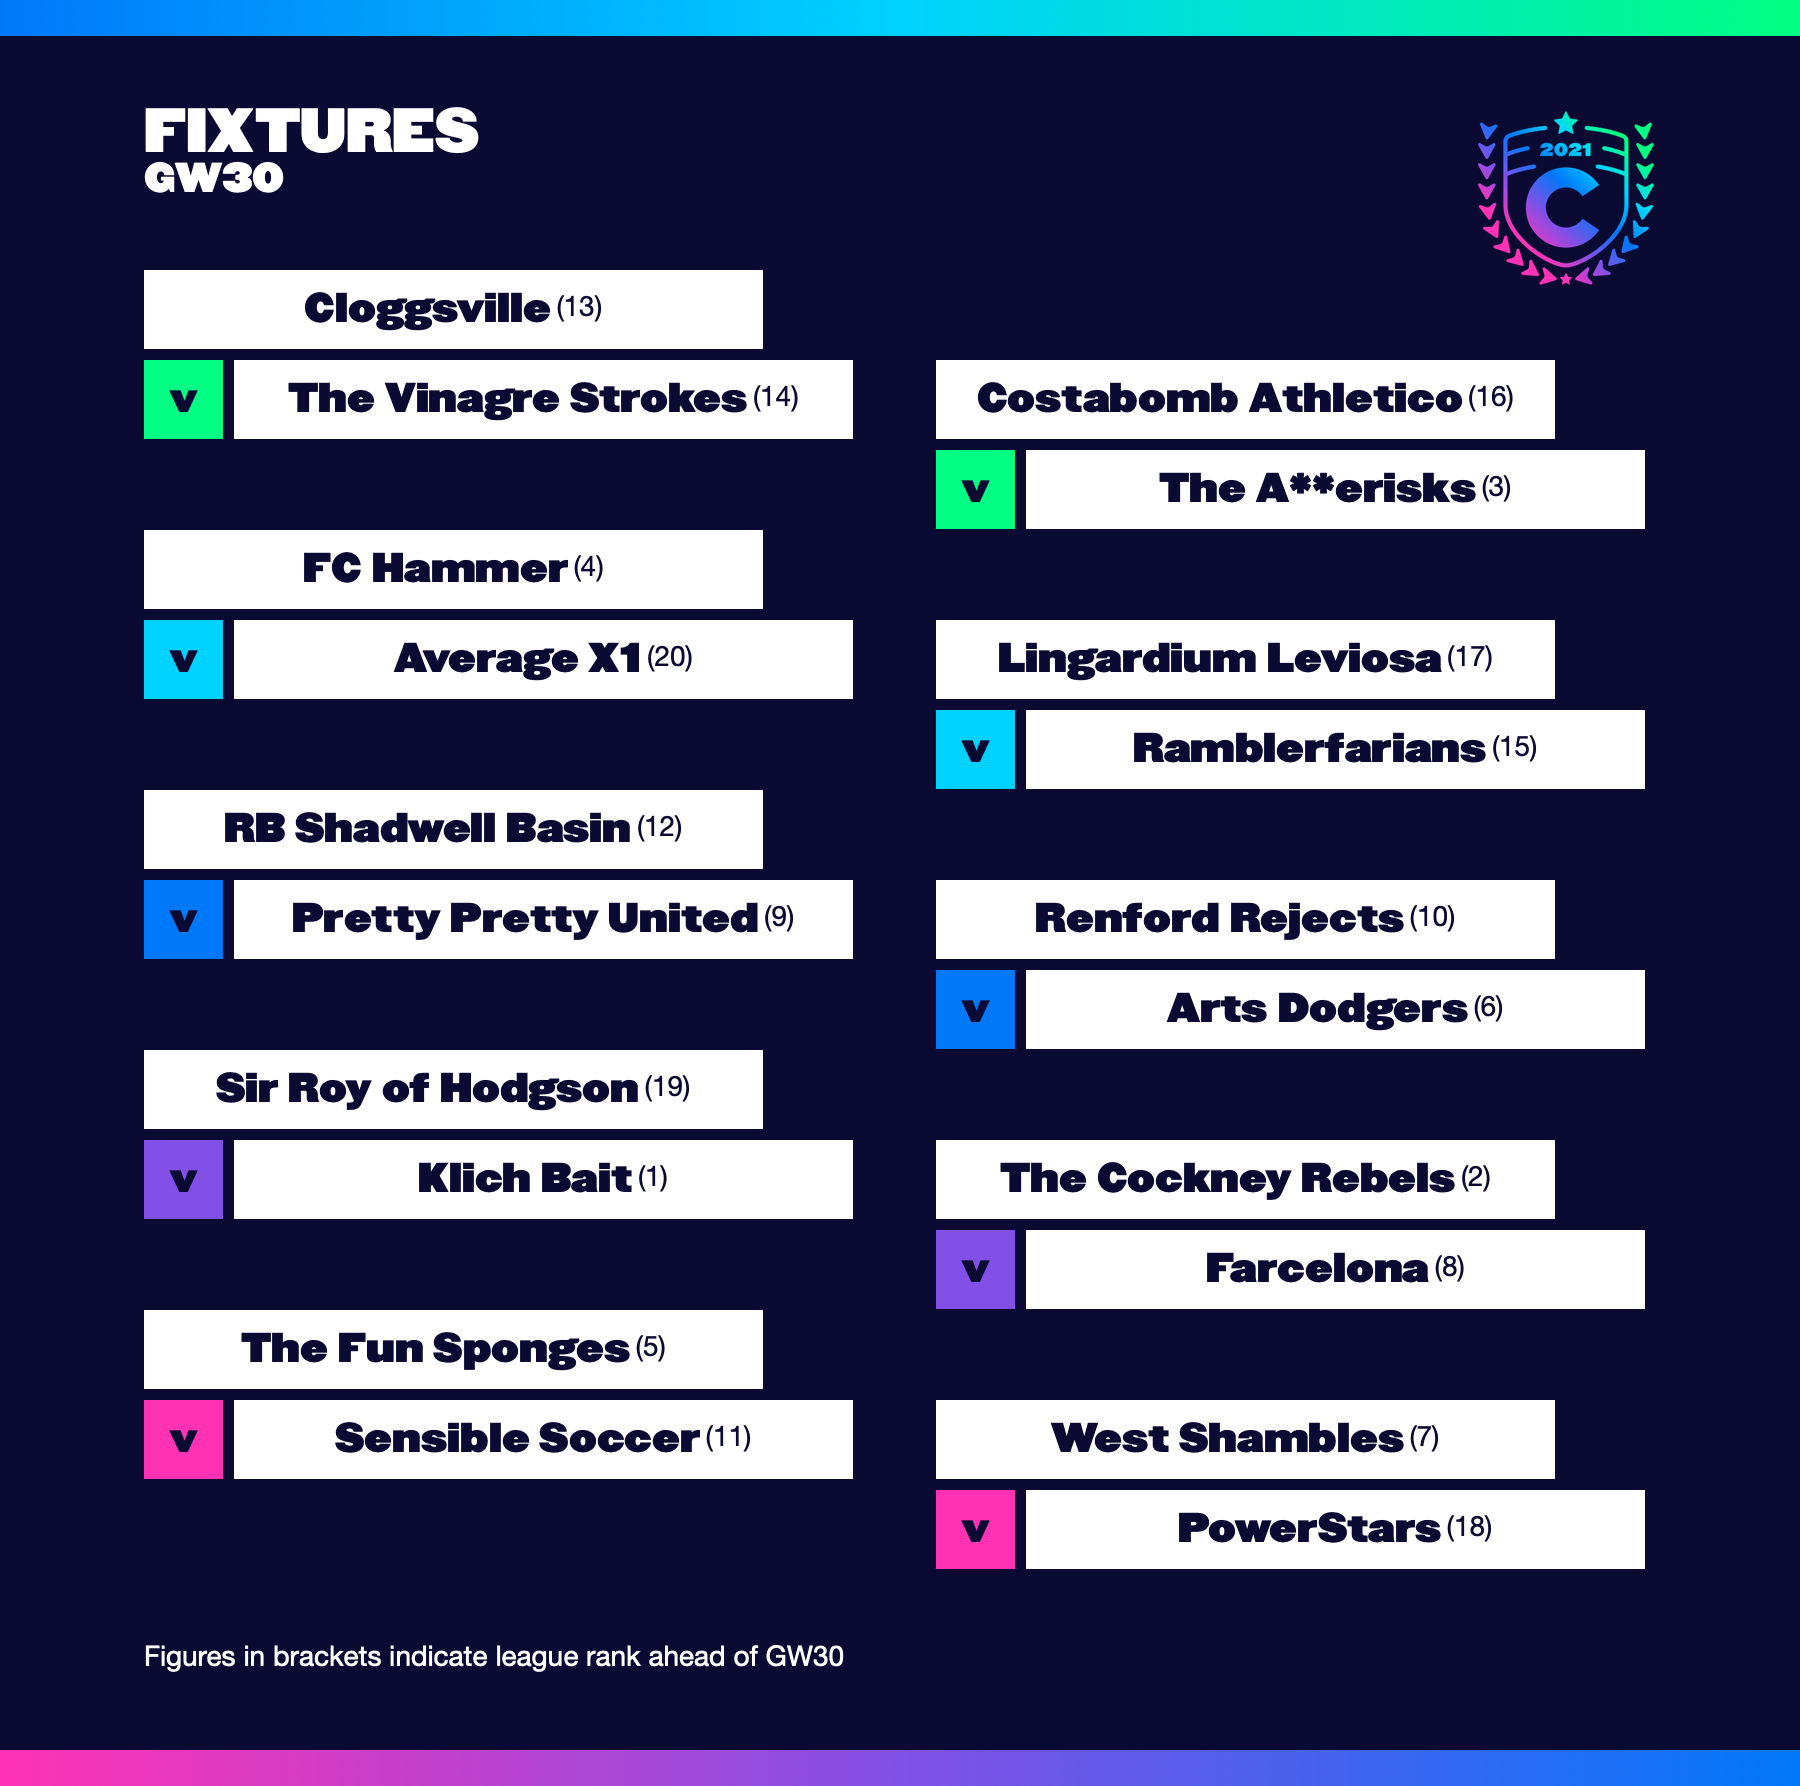 FIXTURES
GW30
2021
C
Cloggsville (13)
v The Vinagre Strokes (14)
Costabomb Athletico (16)
v The A**erisks (3)
FC Hammer (4)
v Average X1 (20)
Lingardium Leviosa (17)
v Ramblerfarians (15)
RB Shadwell Basin (12)
v Pretty Pretty United (9)
Renford Rejects (10)
v Arts Dodgers (6)
Sir Roy of Hodgson (19)
v Klich Bait (1)
The Cockney Rebels (2)
v Farcelona (8)
The Fun Sponges (5)
v Sensible Soccer (11)
West Shambles (7)
v PowerStars (18)
Figures in brackets indicate league rank ahead of GW30